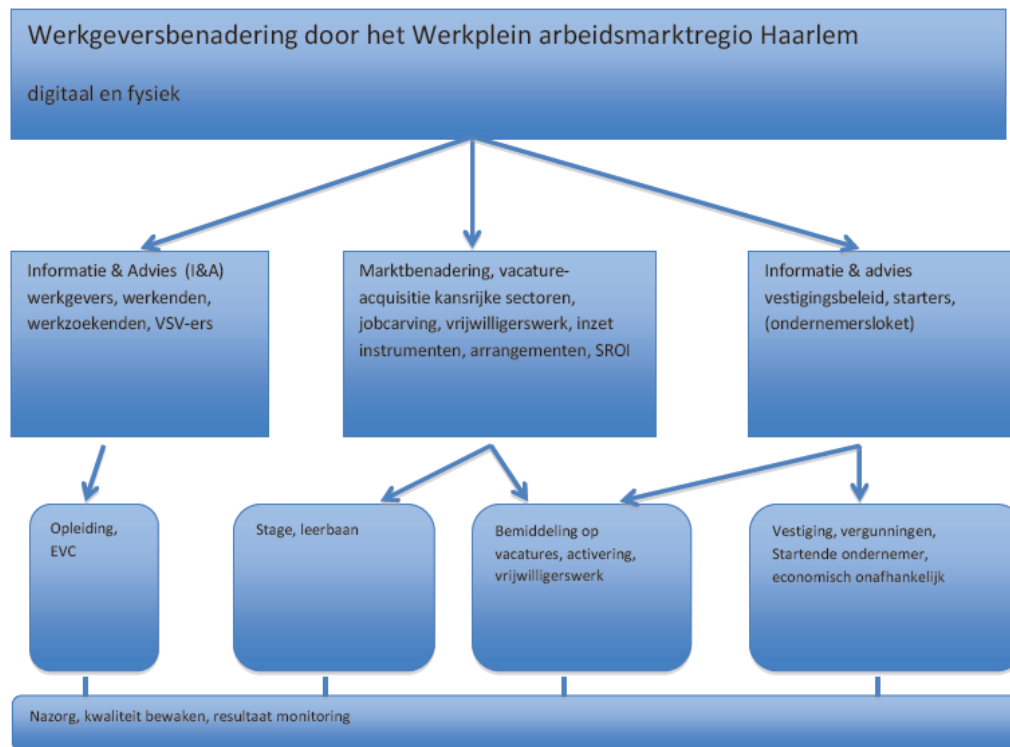 Werkgeversbenadering door het Werkplein arbeidsmarktregio Haarlem
digitaal en fysiek
Informatie & Advies (I&A)
werkgevers, werkenden,
werkzoekenden, VSV-ers
Marktbenadering, vacature-
acquisitie kansrijke sectoren,
jobcarving, vrijwilligerswerk, inzet
instrumenten, arrangementen, SROI
Informatie & advies
vestigingsbeleid, starters,
(ondernemersloket)
Opleiding,
EVC
Stage, leerbaan
Bemiddeling op
vacatures, activering,
vrijwilligerswerk
Vestiging, vergunningen,
Startende ondernemer,
economisch onafhankelijk
Nazorg, kwaliteit bewaken, resultaat monitoring